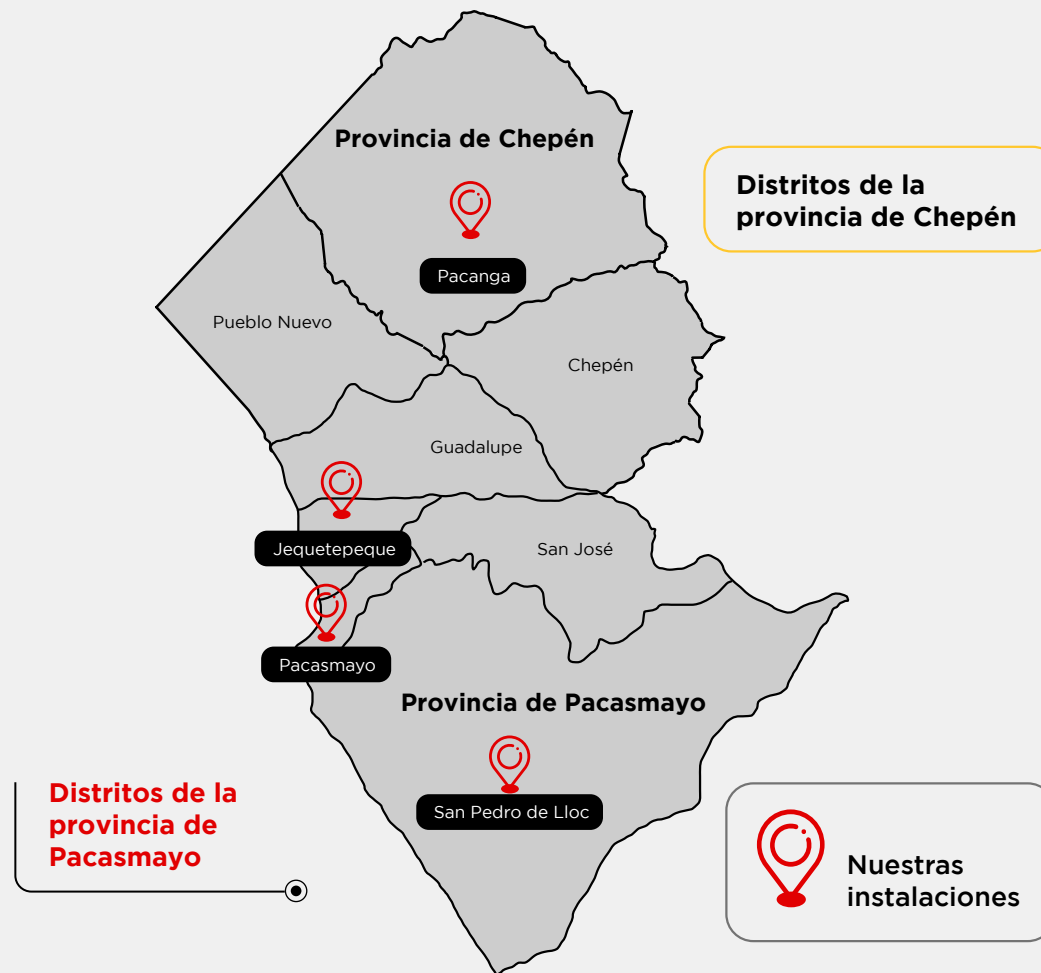 Provincia de Chepén
Distritos de la
provincia de Chepén
Pacanga
Pueblo Nuevo
Chepén
Guadalupe
Jequetepeque
San José
Pacasmayo
Provincia de Pacasmayo
San Pedro de Lloc
Distritos de la
provincia de
Pacasmayo
Nuestras
instalaciones